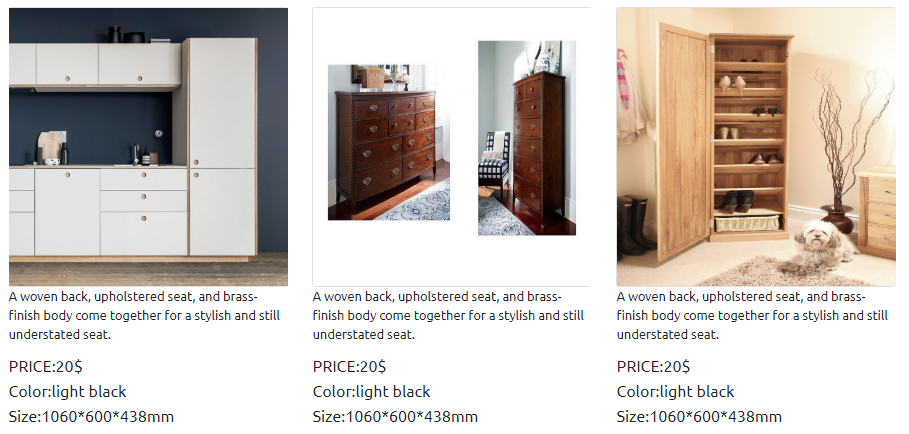 A woven back, upholstered seat, and brass-
finish body come together for a stylish and still
understated seat.
PRICE:20$
Color:light black
Size:1060*600*438mm
A woven back, upholstered seat, and brass-
finish body come together for a stylish and still
understated seat.
PRICE:20$
Color:light black
Size:1060*600*438mm
A woven back, upholstered seat, and brass-
finish body come together for a stylish and still
understated seat.
PRICE:20$
Color:light black
Size:1060*600*438mm